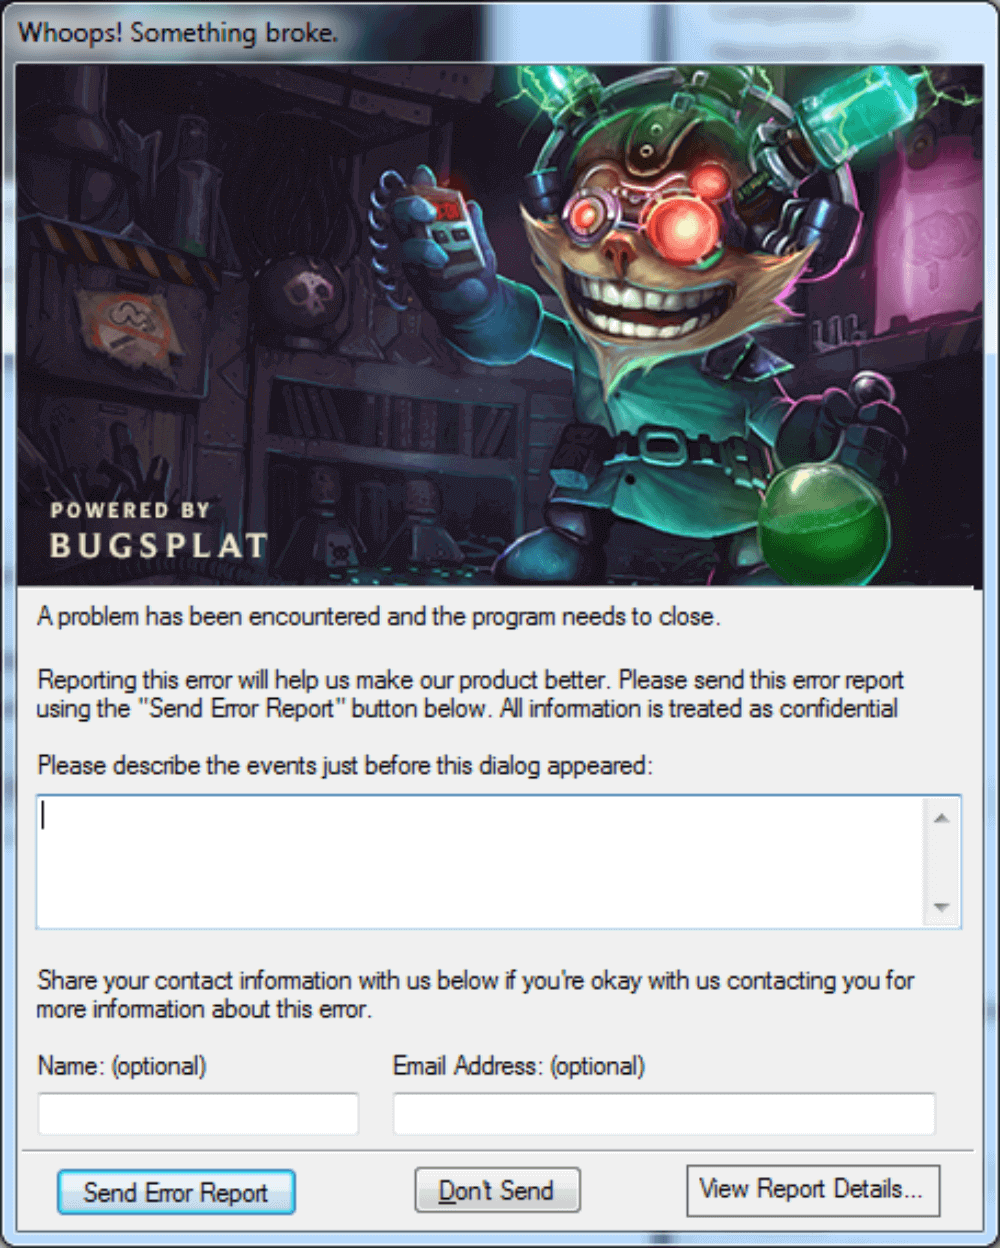 Whoops! Something broke.
POWERED BY
BUGSPLAT
A problem has been encountered and the program needs to close.
Reporting this error will help us make our product better. Please send this error report
using the "Send Error Report" button below. All information is treated as confidential
Please describe the events just before this dialog appeared:
Share your contact information with us below if you're okay with us contacting you for
more information about this error.
Name: (optional)
Email Address: (optional)
Send Error Report
Don't Send
View Report Details...